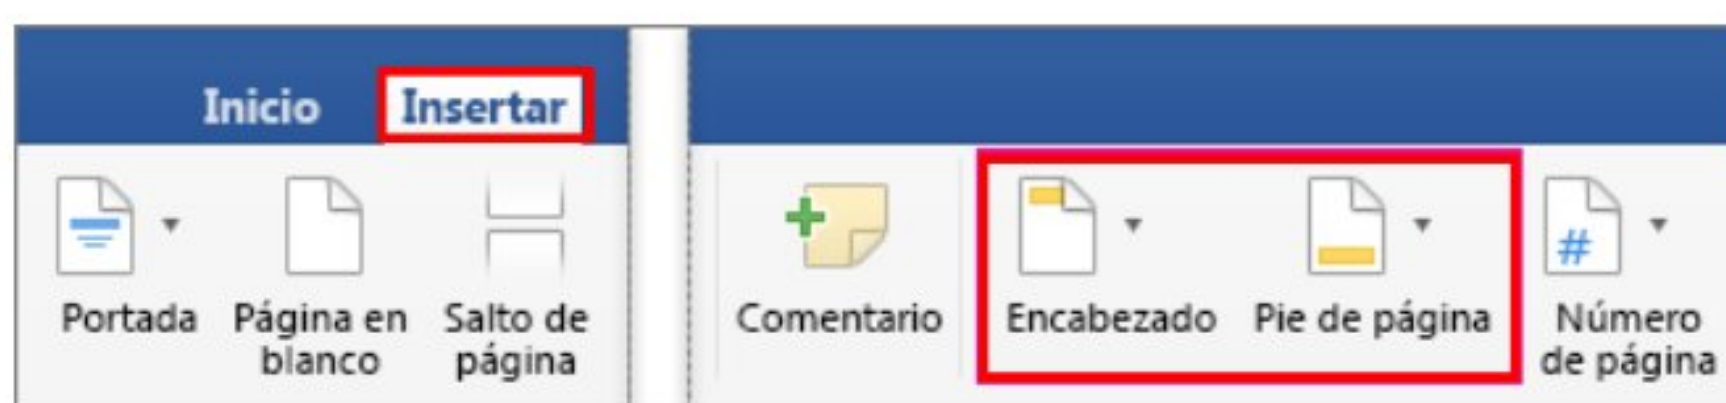 Inicio Insertar
Portada Página en blanco Salto de página Comentario Encabezado Pie de página # Número de página